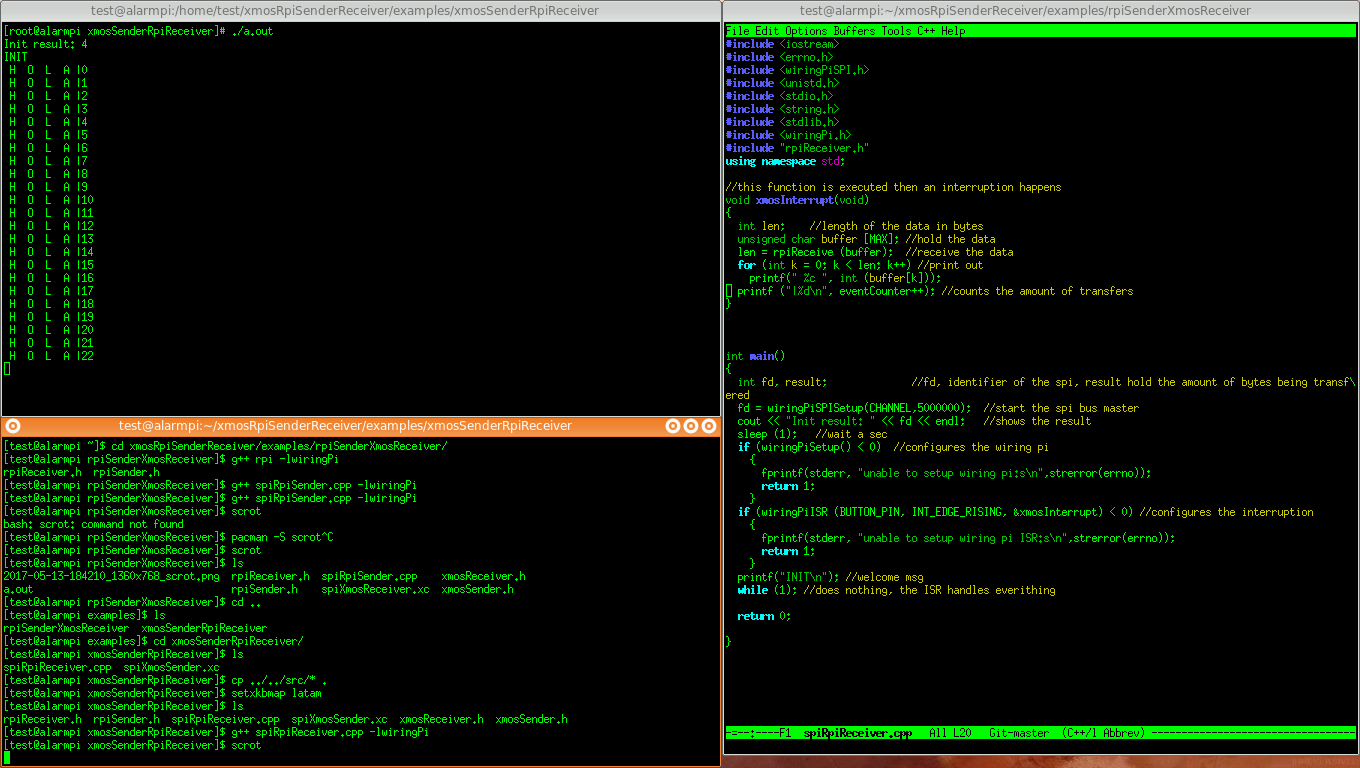 test@alarmpi:/home/test/xmosRpiSenderReceiver/examples/xmosSenderRpiReceiver
[root@alarmpi xmosSenderRpiReceiver]# ./a.out
Init result: 4
INIT
H O L A |0
H O L A |1
H O L A |2
H O L A |3
H O L A |4
H O L A |5
H O L A |6
H O L A |7
H O L A |8
H O L A |9
H O L A |10
H O L A |11
H O L A |12
H O L A |13
H O L A |14
H O L A |15
H O L A |16
H O L A |17
H O L A |18
H O L A |19
H O L A |20
H O L A |21
H O L A |22
test@alarmpi:~/xmosRpiSenderReceiver/examples/xmosSenderRpiReceiver
[test@alarmpi ~]$ cd xmosRpiSenderReceiver/examples/rpiSenderXmosReceiver/
[test@alarmpi rpiSenderXmosReceiver]$ g++ rpi -lwiringPi
rpiReceiver.h rpiSender.h
[test@alarmpi rpiSenderXmosReceiver]$ g++ spiRpiSender.cpp -lwiringPi
[test@alarmpi rpiSenderXmosReceiver]$ g++ spiRpiSender.cpp -lwiringPi
[test@alarmpi rpiSenderXmosReceiver]$ scrot
bash: scrot: command not found
[test@alarmpi rpiSenderXmosReceiver]$ pacman -S scrot^C
[test@alarmpi rpiSenderXmosReceiver]$ scrot
[test@alarmpi rpiSenderXmosReceiver]$ ls
2017-05-13-184210_1360x768_scrot.png rpiReceiver.h spiRpiSender.cpp xmosReceiver.h
a.out rpiSender.h spiXmosReceiver.xc xmosSender.h
[test@alarmpi rpiSenderXmosReceiver]$ cd ..
[test@alarmpi examples]$ ls
rpiSenderXmosReceiver xmosSenderRpiReceiver
[test@alarmpi examples]$ cd xmosSenderRpiReceiver/
[test@alarmpi xmosSenderRpiReceiver]$ ls
spiRpiReceiver.cpp spiXmosSender.xc
[test@alarmpi xmosSenderRpiReceiver]$ cp ../../src/* .
[test@alarmpi xmosSenderRpiReceiver]$ setxkbmap latam
[test@alarmpi xmosSenderRpiReceiver]$ ls
rpiReceiver.h rpiSender.h spiRpiReceiver.cpp spiXmosSender.xc xmosReceiver.h xmosSender.h
[test@alarmpi xmosSenderRpiReceiver]$ g++ spiRpiReceiver.cpp -lwiringPi
[test@alarmpi xmosSenderRpiReceiver]$ scrot
test@alarmpi:~/xmosRpiSenderReceiver/examples/rpiSenderXmosReceiver
File Edit Options Buffers Tools C++ Help
#include <iostream>
#include <errno.h>
#include <wiringPiSPI.h>
#include <unistd.h>
#include <stdio.h>
#include <string.h>
#include <stdlib.h>
#include <wiringPi.h>
#include "rpiReceiver.h"
using namespace std;
//this function is executed then an interruption happens
void xmosInterrupt(void)
{
int len; //length of the data in bytes
unsigned char buffer [MAX]; //hold the data
len = rpiReceive (buffer); //receive the data
for (int k = 0; k < len; k++) //print out
printf(" %c ", int (buffer[k]));
printf ("|%d\n", eventCounter++); //counts the amount of transfers
}
int main()
{
int fd, result; //fd, identifier of the spi, result hold the amount of bytes being transf\
ered
fd = wiringPiSPISetup(CHANNEL,5000000); //start the spi bus master
cout << "Init result: " << fd << endl; //shows the result
sleep (1); //wait a sec
if (wiringPiSetup() < 0) //configures the wiring pi
{
fprintf(stderr, "unable to setup wiring pi:s\n",strerror(errno));
return 1;
}
if (wiringPiISR (BUTTON_PIN, INT_EDGE_RISING, &xmosInterrupt) < 0) //configures the interruption
{
fprintf(stderr, "unable to setup wiring pi ISR:s\n",strerror(errno));
return 1;
}
printf("INIT\n"); //welcome msg
while (1); //does nothing, the ISR handles everithing
return 0;
}
-=--:----F1 spiRpiReceiver.cpp All L20 Git-master (C++/l Abbrev) ----------------------------------